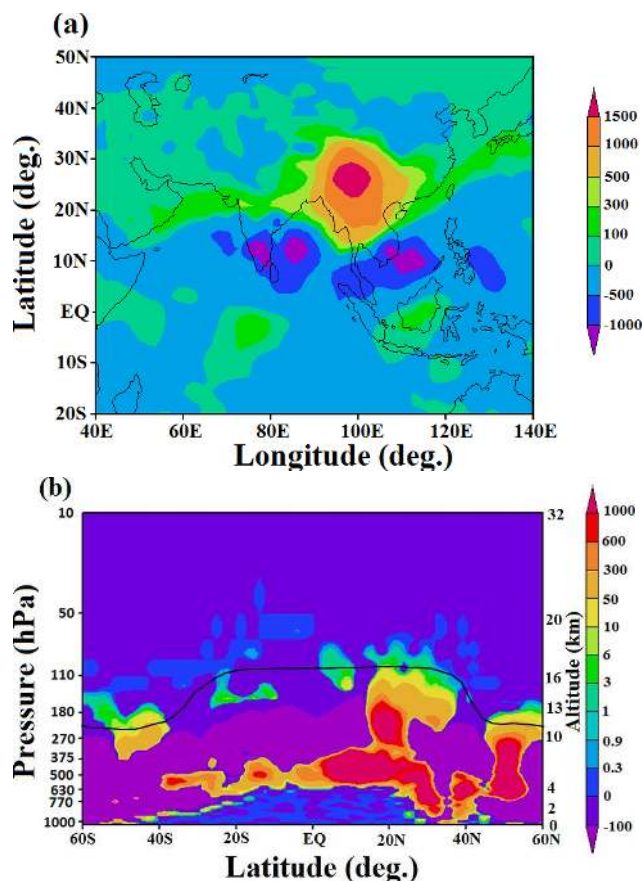 (a)
50N
40N
30N
20N
10N
EQ
10S
20S
Latitude (deg.)
40E 60E 80E 100E 120E 140E
Longitude (deg.)
1500
1000
500
300
100
0
-500
-1000
(b)
10
50
110
180
270
375
500
630
770
1000
Pressure (hPa)
32
20
16
13
12
10
4
2
0
Altitude (km)
60S 40S 20S EQ 20N 40N 60N
Latitude (deg.)
1000
600
300
50
10
6
3
1
0.9
0.3
0
-100